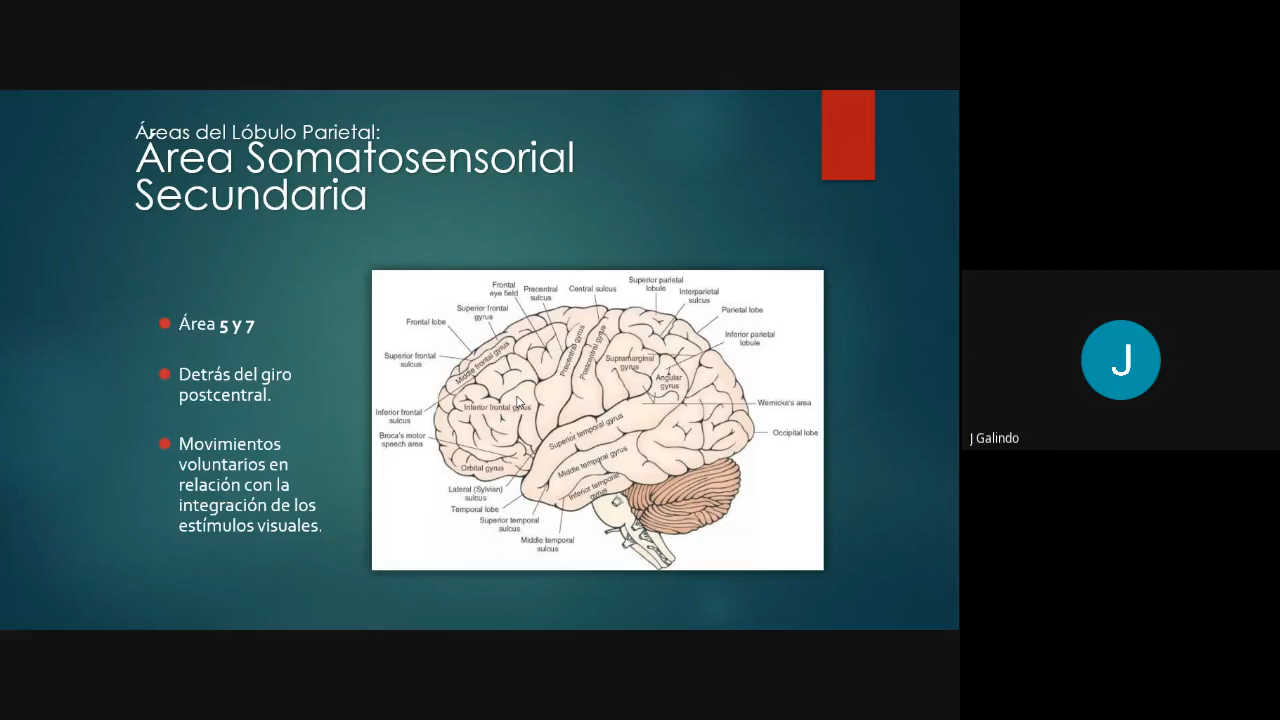 Áreas del Lóbulo Parietal:
Área Somatosensorial
Secundaria
Área 5 y 7
Detrás del giro
postcentral.
Movimientos
voluntarios en
relación con la
integración de los
estímulos visuales.
Frontal
eye field
Precentral
sulcus
Central sulcus
Superior parietal
lobule
Interparietal
sulcus
Parietal lobe
Inferior parietal
lobule
Superior frontal
gyrus
Frontal lobe
Superior frontal
sulcus
Middle frontal gyrus
Precentral gyrus
Postcentral gyrus
Supramarginal
gyrus
Angular
gyrus
Inferior frontal gyrus
Inferior frontal
sulcus
Broca's motor
speech area
Orbital gyrus
Lateral (Sylvian)
sulcus
Temporal lobe
Superior temporal
sulcus
Middle temporal
sulcus
Superior temporal gyrus
Middle temporal gyrus
Inferior temporal
gyrus
Wernicke's area
Occipital lobe
J
J Galindo